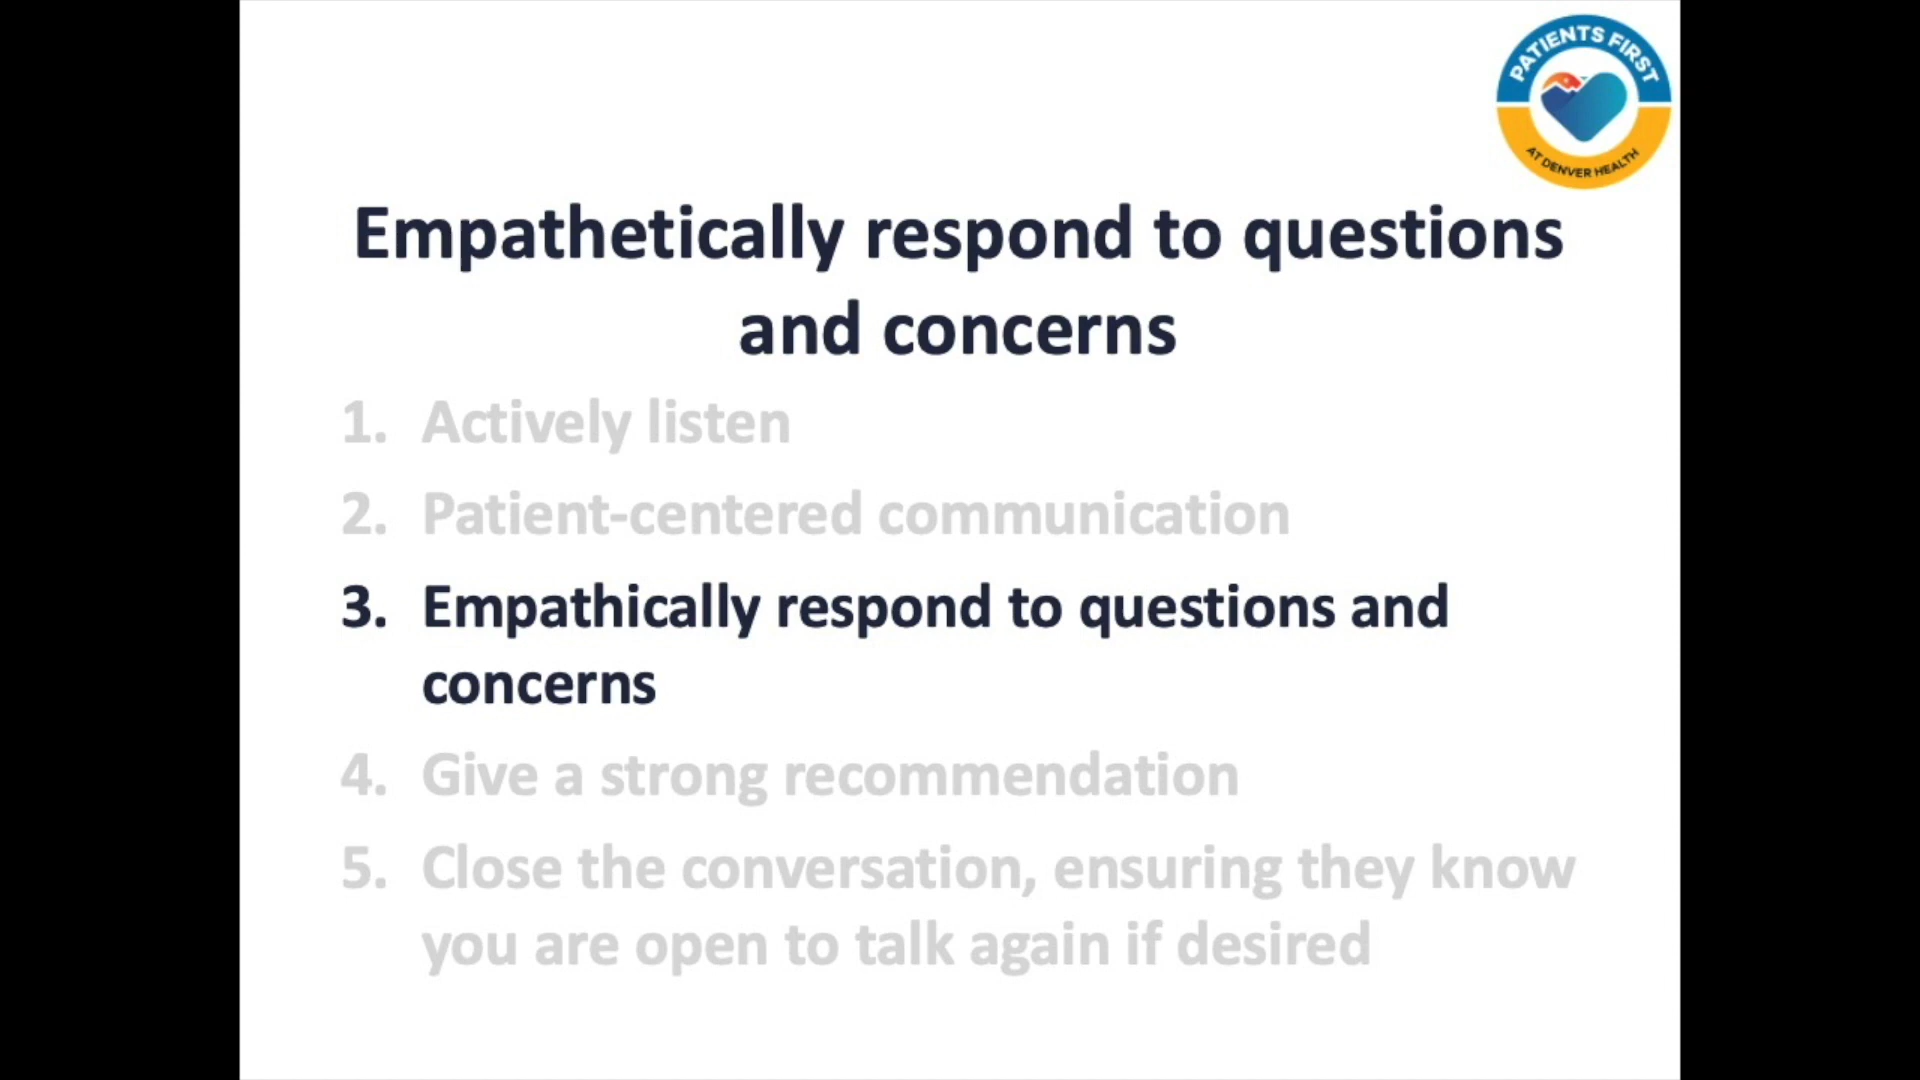 PATIENTS FIRST
AT DENVER HEALTH
Empathetically respond to questions
and concerns
1. Actively listen
2. Patient-centered communication
3. Empathically respond to questions and
concerns
4. Give a strong recommendation
5. Close the conversation, ensuring they know
you are open to talk again if desired